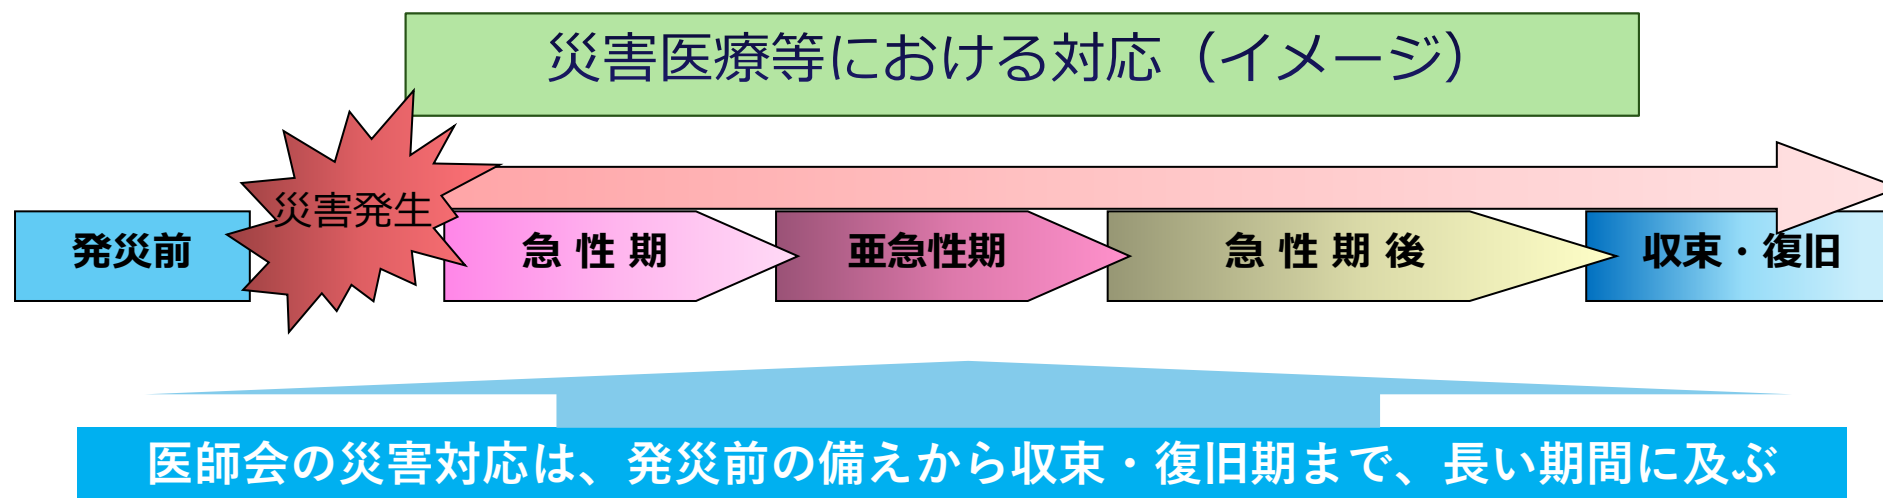 災害医療等における対応（イメージ）
災害発生
発災前
急 性 期
亜急性期
急 性 期 後
収束・復旧
医師会の災害対応は、発災前の備えから収束・復旧期まで、長い期間に及ぶ